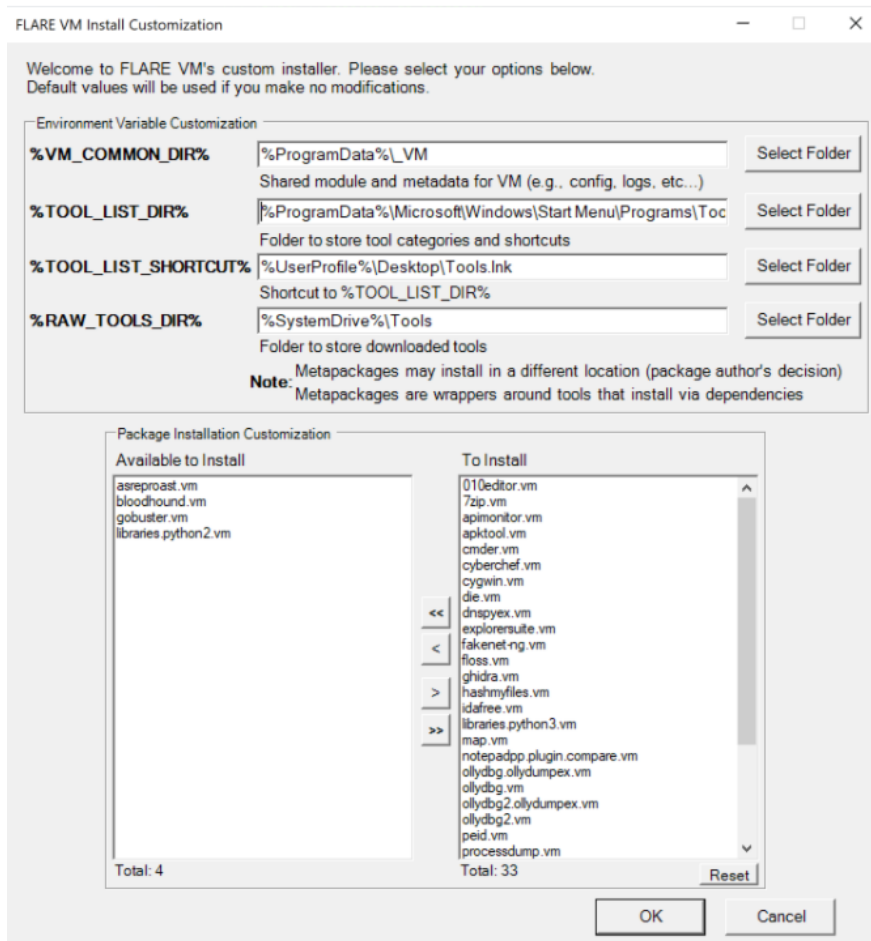 FLARE VM Install Customization
Welcome to FLARE VM's custom installer. Please select your options below.
Default values will be used if you make no modifications.
Environment Variable Customization
%VM_COMMON_DIR%
%ProgramData%\_VM
Select Folder
Shared module and metadata for VM (e.g., config, logs, etc...)
%TOOL_LIST_DIR%
%ProgramData%\Microsoft\Windows\Start Menu\Programs\Too
Select Folder
Folder to store tool categories and shortcuts
%TOOL_LIST_SHORTCUT%
%UserProfile%\Desktop\Tools.lnk
Select Folder
Shortcut to %TOOL_LIST_DIR%
%RAW_TOOLS_DIR%
%SystemDrive%\Tools
Select Folder
Folder to store downloaded tools
Note:
Metapackages may install in a different location (package author's decision)
Metapackages are wrappers around tools that install via dependencies
Package Installation Customization
Available to Install
asreproast.vm
bloodhound.vm
gobuster.vm
libraries.python2.vm
Total: 4
<<
<
>
>>
To Install
010editor.vm
7zip.vm
apimonitor.vm
apktool.vm
cmder.vm
cyberchef.vm
cygwin.vm
die.vm
dnspyex.vm
explorersuite.vm
fakenet-ng.vm
floss.vm
ghidra.vm
hashmyfiles.vm
idafree.vm
libraries.python3.vm
map.vm
notepadpp.plugin.compare.vm
ollydbg.ollydumpex.vm
ollydbg.vm
ollydbg2.ollydumpex.vm
ollydbg2.vm
peid.vm
processdump.vm
Total: 33
Reset
OK
Cancel